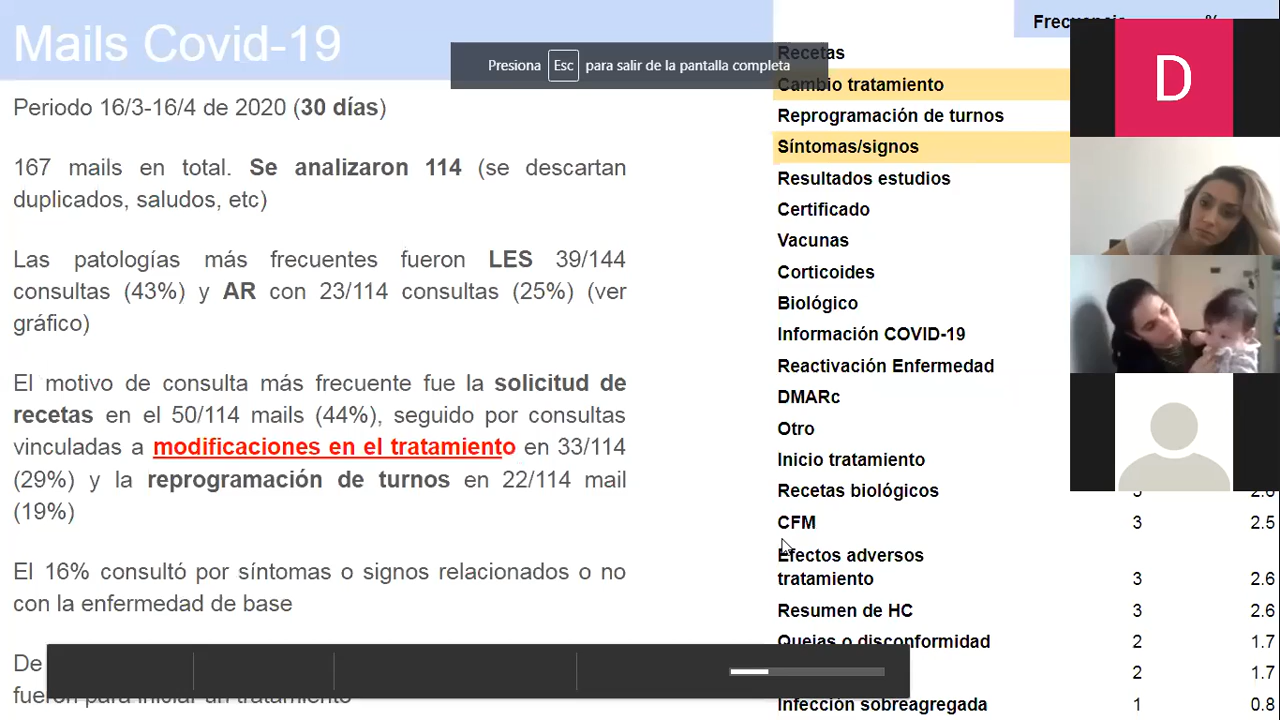 Mails Covid-19
Presiona Esc para salir de la pantalla completa
Periodo 16/3-16/4 de 2020 (30 días)
167 mails en total. Se analizaron 114 (se descartan
duplicados, saludos, etc)
Las patologías más frecuentes fueron LES 39/144
consultas (43%) y AR con 23/114 consultas (25%) (ver
gráfico)
El motivo de consulta más frecuente fue la solicitud de
recetas en el 50/114 mails (44%), seguido por consultas
vinculadas a modificaciones en el tratamiento en 33/114
(29%) y la reprogramación de turnos en 22/114 mail
(19%)
El 16% consultó por síntomas o signos relacionados o no
con la enfermedad de base
De
fueron para iniciar un tratamiento
Frecuencia %
Recetas
Cambio tratamiento
Reprogramación de turnos
Síntomas/signos
Resultados estudios
Certificado
Vacunas
Corticoides
Biológico
Información COVID-19
Reactivación Enfermedad
DMARc
Otro
Inicio tratamiento
Recetas biológicos 3 2.6
CFM 3 2.5
Efectos adversos
tratamiento 3 2.6
Resumen de HC 3 2.6
Quejas o disconformidad 2 1.7
2 1.7
Infección sobreagregada 1 0.8
D